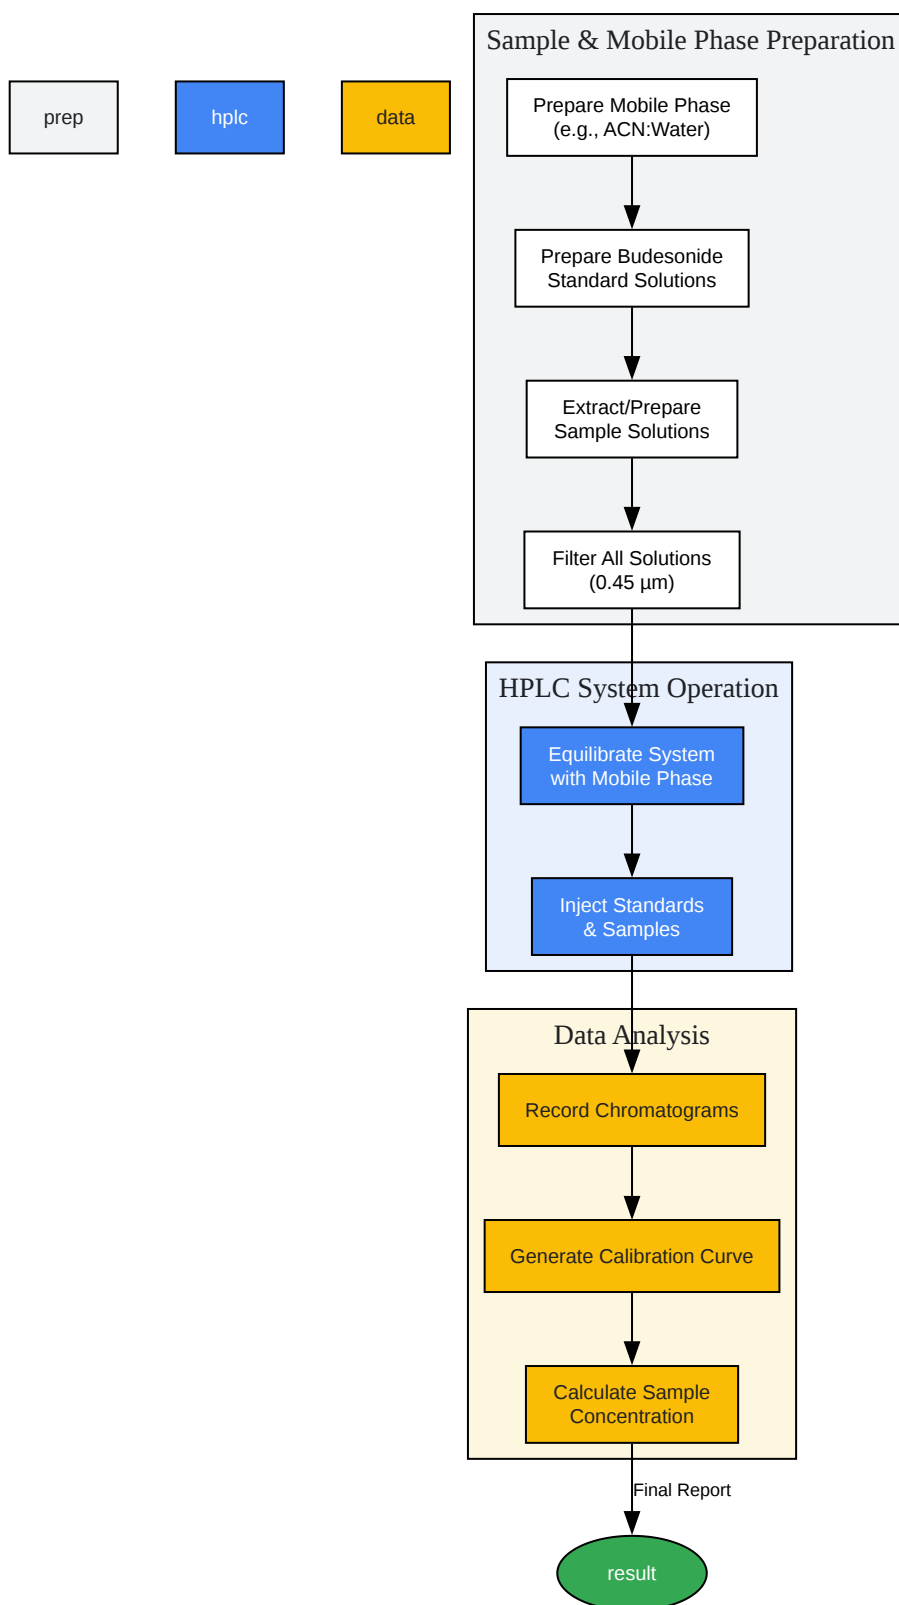 Sample & Mobile Phase Preparation
prep
hplc
data
Prepare Mobile Phase
(e.g., ACN:Water)
Prepare Budesonide
Standard Solutions
Extract/Prepare
Sample Solutions
Filter All Solutions
(0.45 µm)
HPLC System Operation
Equilibrate System
with Mobile Phase
Inject Standards
& Samples
Data Analysis
Record Chromatograms
Generate Calibration Curve
Calculate Sample
Concentration
Final Report
result